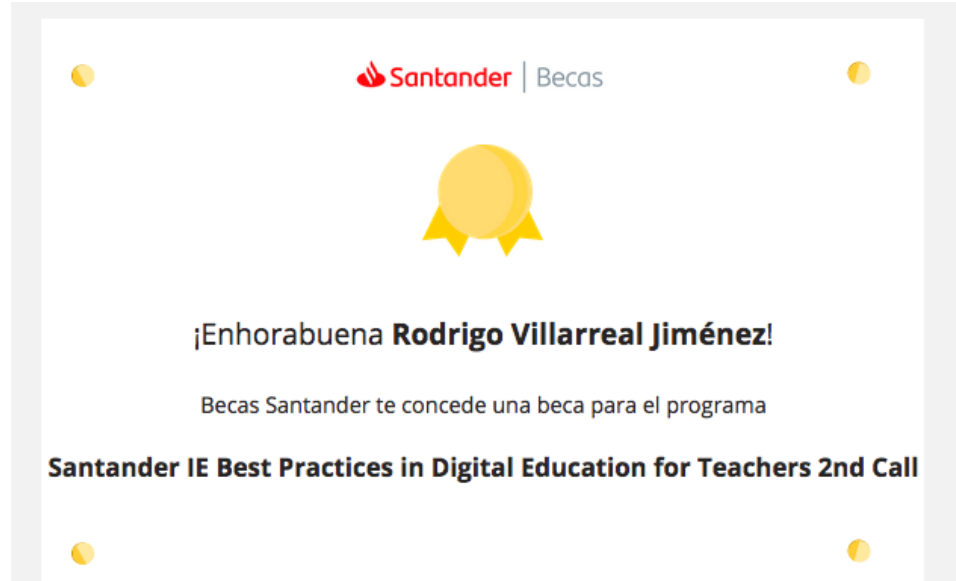 Santander | Becas
¡Enhorabuena Rodrigo Villarreal Jiménez!
Becas Santander te concede una beca para el programa
Santander IE Best Practices in Digital Education for Teachers 2nd Call